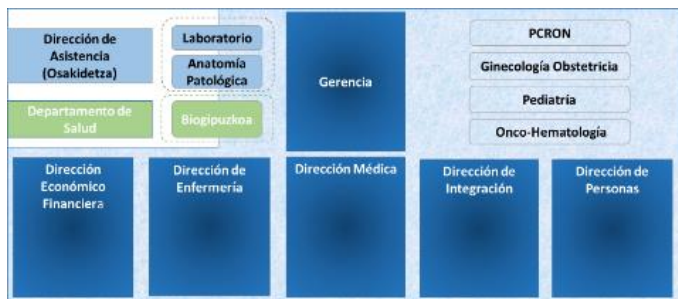 Dirección de
Asistencia
(Osakidetza)
Laboratorio
Anatomía
Patológica
Gerencia
PCRON
Ginecología Obstetricia
Pediatría
Onco-Hematología
Departamento de
Salud
Biogipuzkoa
Dirección
Económico
Financiera
Dirección de
Enfermería
Dirección Médica
Dirección de
Integración
Dirección de
Personas